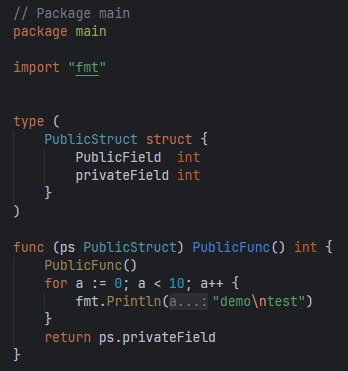 // Package main
package main
import "fmt"
type (
PublicStruct struct {
PublicField  int
privateField int
}
)
func (ps PublicStruct) PublicFunc() int {
PublicFunc()
for a := 0; a < 10; a++ {
fmt.Println(a...: "demo\ntest")
}
return ps.privateField
}